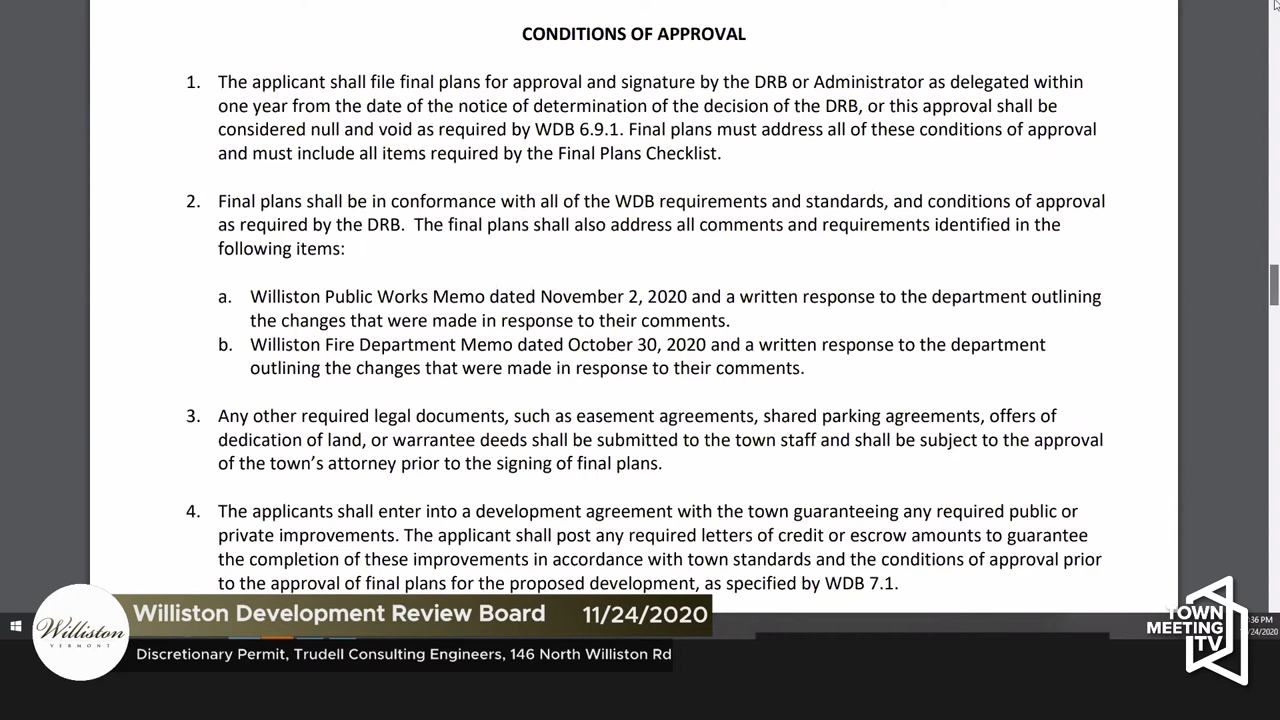 CONDITIONS OF APPROVAL
1. The applicant shall file final plans for approval and signature by the DRB or Administrator as delegated within
one year from the date of the notice of determination of the decision of the DRB, or this approval shall be
considered null and void as required by WDB 6.9.1. Final plans must address all of these conditions of approval
and must include all items required by the Final Plans Checklist.
2. Final plans shall be in conformance with all of the WDB requirements and standards, and conditions of approval
as required by the DRB. The final plans shall also address all comments and requirements identified in the
following items:
a. Williston Public Works Memo dated November 2, 2020 and a written response to the department outlining
the changes that were made in response to their comments.
b. Williston Fire Department Memo dated October 30, 2020 and a written response to the department
outlining the changes that were made in response to their comments.
3. Any other required legal documents, such as easement agreements, shared parking agreements, offers of
dedication of land, or warrantee deeds shall be submitted to the town staff and shall be subject to the approval
of the town's attorney prior to the signing of final plans.
4. The applicants shall enter into a development agreement with the town guaranteeing any required public or
private improvements. The applicant shall post any required letters of credit or escrow amounts to guarantee
the completion of these improvements in accordance with town standards and the conditions of approval prior
to the approval of final plans for the proposed development, as specified by WDB 7.1.
Williston
VERMONT
Williston Development Review Board 11/24/2020
Discretionary Permit, Trudell Consulting Engineers, 146 North Williston Rd
TOWN
MEETING
TV
:36 PM
/24/2020